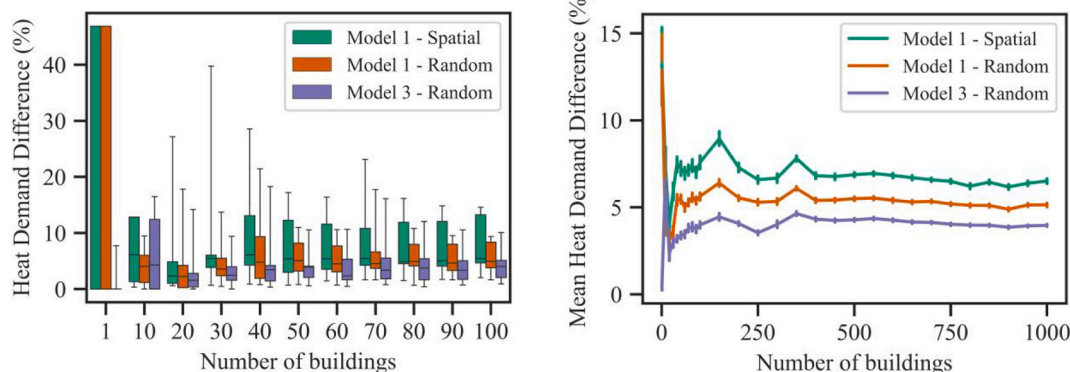 Heat Demand Difference (%)
40
30
20
10
0
Model 1 - Spatial
Model 1 - Random
Model 3 - Random
1 10 20 30 40 50 60 70 80 90 100
Number of buildings
Mean Heat Demand Difference (%
15
10
5
0
Model 1 - Spatial
Model 1 - Random
Model 3 - Random
0 250 500 750 1000
Number of buildings